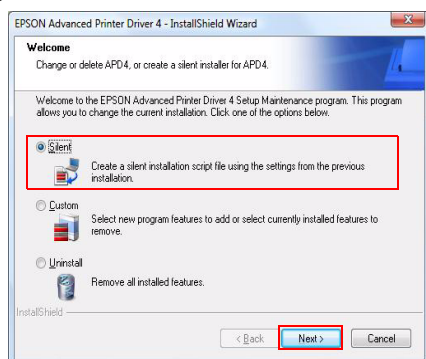 EPSON Advanced Printer Driver 4 - InstallShield Wizard
Welcome
Change or delete APD4, or create a silent installer for APD4.
Welcome to the EPSON Advanced Printer Driver 4 Setup Maintenance program. This program
allows you to change the current installation. Click one of the options below.
Silent
Create a silent installation script file using the settings from the previous
installation.
Custom
Select new program features to add or select currently installed features to
remove.
Uninstall
Remove all installed features.
InstallShield
< Back Next > Cancel